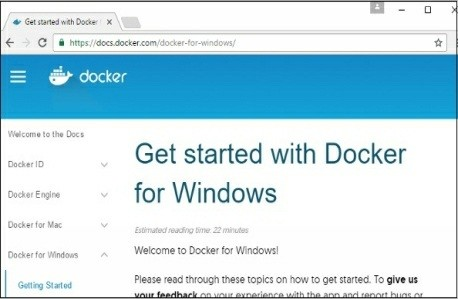 Get started with Docker
https://docs.docker.com/docker-for-windows/
docker
Welcome to the Docs
Docker ID
Docker Engine
Docker for Mac
Docker for Windows
Getting Started
Get started with Docker
for Windows
Estimated reading time: 22 minutes
Welcome to Docker for Windows!
Please read through these topics on how to get started. To give us
your feedback on your experience with the app and report bugs or